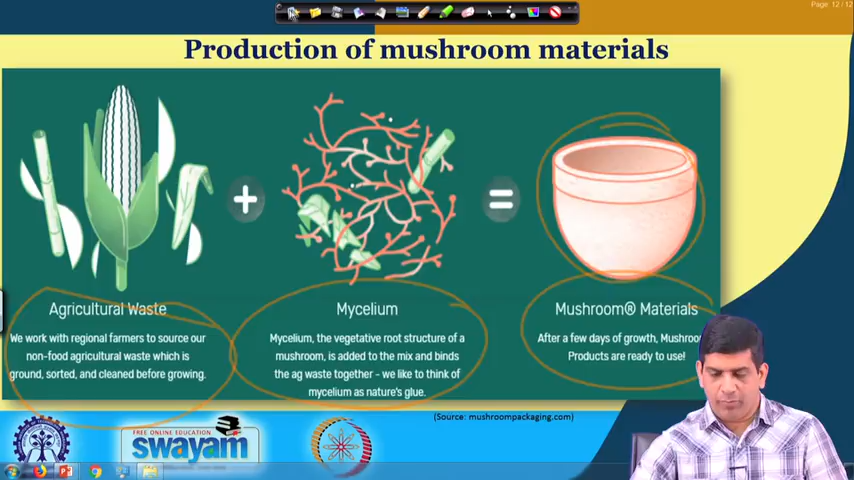 Page: 12 / 12
Production of mushroom materials
+
=
Agricultural Waste
We work with regional farmers to source our
non-food agricultural waste which is
ground, sorted, and cleaned before growing.
Mycelium
Mycelium, the vegetative root structure of a
mushroom, is added to the mix and binds
the ag waste together - we like to think of
mycelium as nature's glue.
Mushroom® Materials
After a few days of growth,
Products are ready to use!
(Source: mushroompackaging.com)
FREE ONLINE EDUCATION
swayam